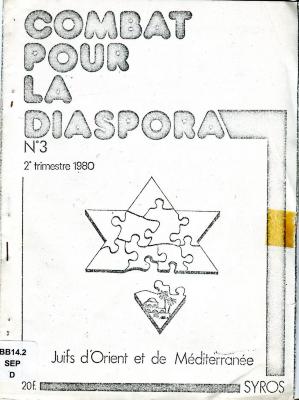 COMBAT
POUR
LA
DIASPORA
N°3
2e trimestre 1980
Juifs d'Orient et de Méditerranée
BB14.2
SEP
D
20F.
SYROS